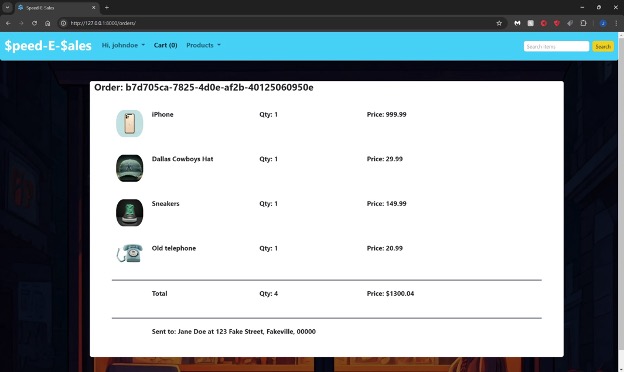 Speed-E-Sales
http://127.0.0.1:8000/orders/
$peed-E-$ales Hi, johndoe Cart (0) Products Search items Search
Order: b7d705ca-7825-4d0e-af2b-40125060950e
iPhone Qty: 1 Price: 999.99
Dallas Cowboys Hat Qty: 1 Price: 29.99
Sneakers Qty: 1 Price: 149.99
Old telephone Qty: 1 Price: 20.99
Total Qty: 4 Price: $1300.04
Sent to: Jane Doe at 123 Fake Street, Fakeville, 00000